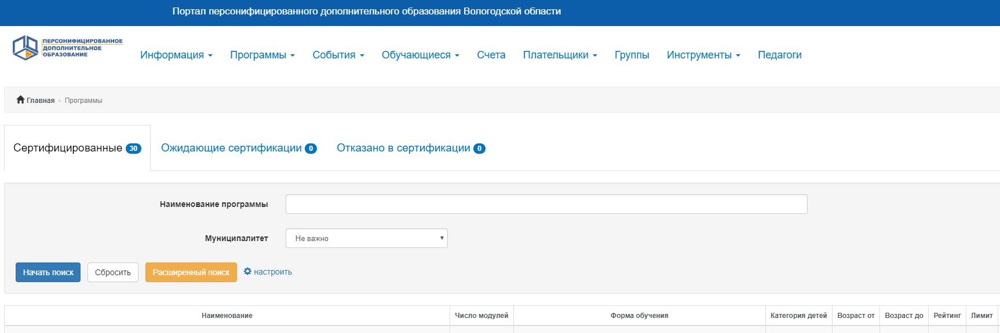 Портал персонифицированного дополнительного образования Вологодской области
ПЕРСОНИФИЦИРОВАННОЕ
ДОПОЛНИТЕЛЬНОЕ
ОБРАЗОВАНИЕ
Информация Программы События Обучающиеся Счета Плательщики Группы Инструменты Педагоги
Главная > Программы
Сертифицированные 30 Ожидающие сертификации 0 Отказано в сертификации 0
Наименование программы
Муниципалитет Не важно
Начать поиск Сбросить Расширенный поиск настроить
Наименование Число модулей Форма обучения Категория детей Возраст от Возраст до Рейтинг Лимит